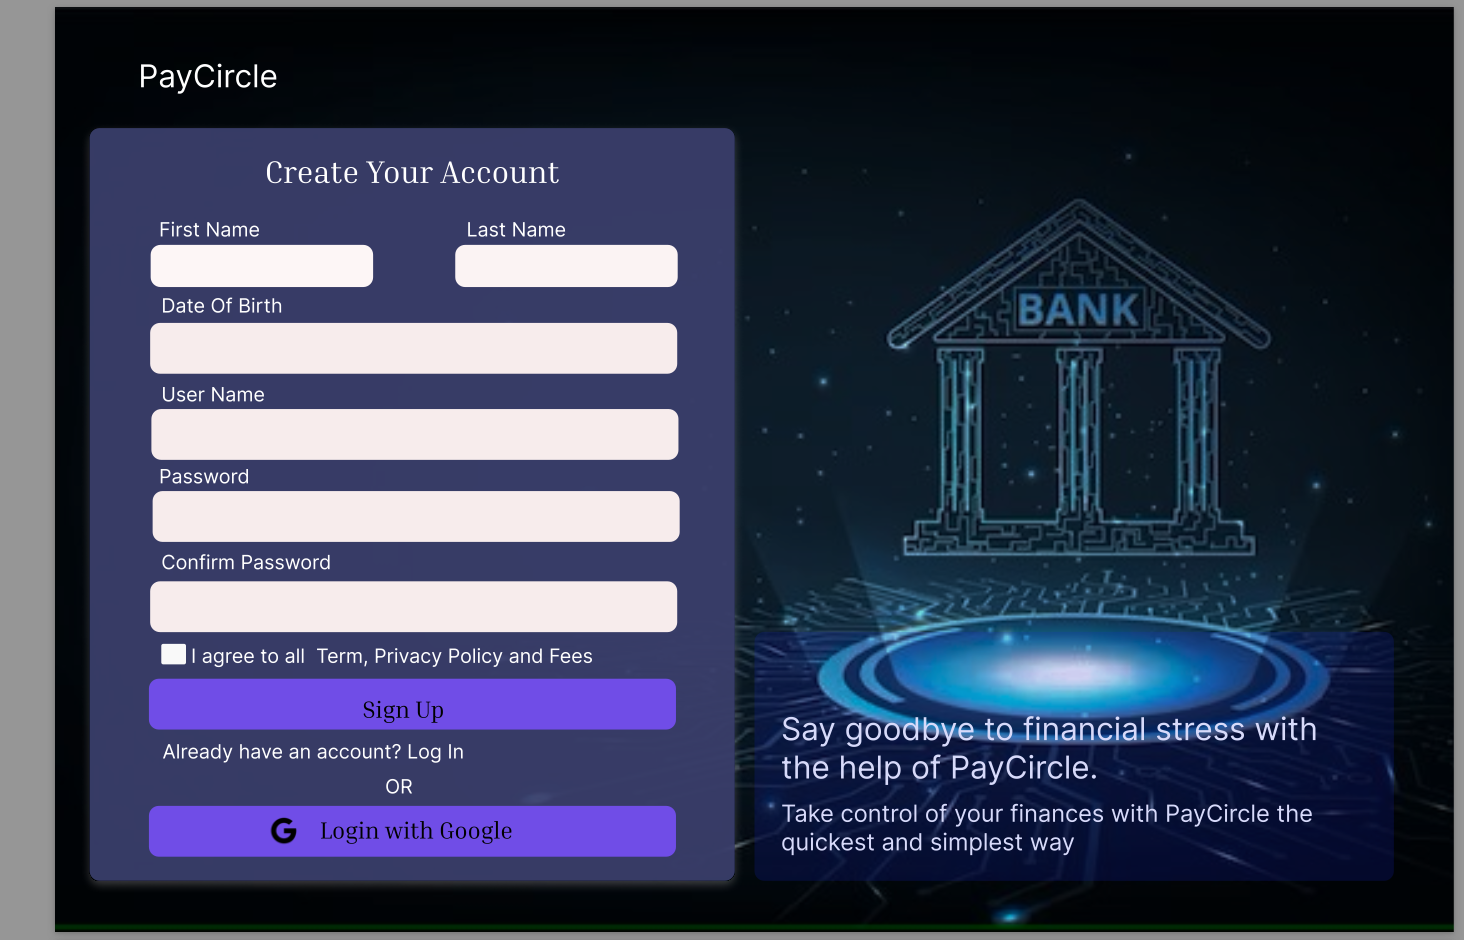 PayCircle
Create Your Account
First Name
Last Name
Date Of Birth
User Name
Password
Confirm Password
I agree to all Term, Privacy Policy and Fees
Sign Up
Already have an account? Log In
OR
Login with Google
BANK
Say goodbye to financial stress with
the help of PayCircle.
Take control of your finances with PayCircle the
quickest and simplest way